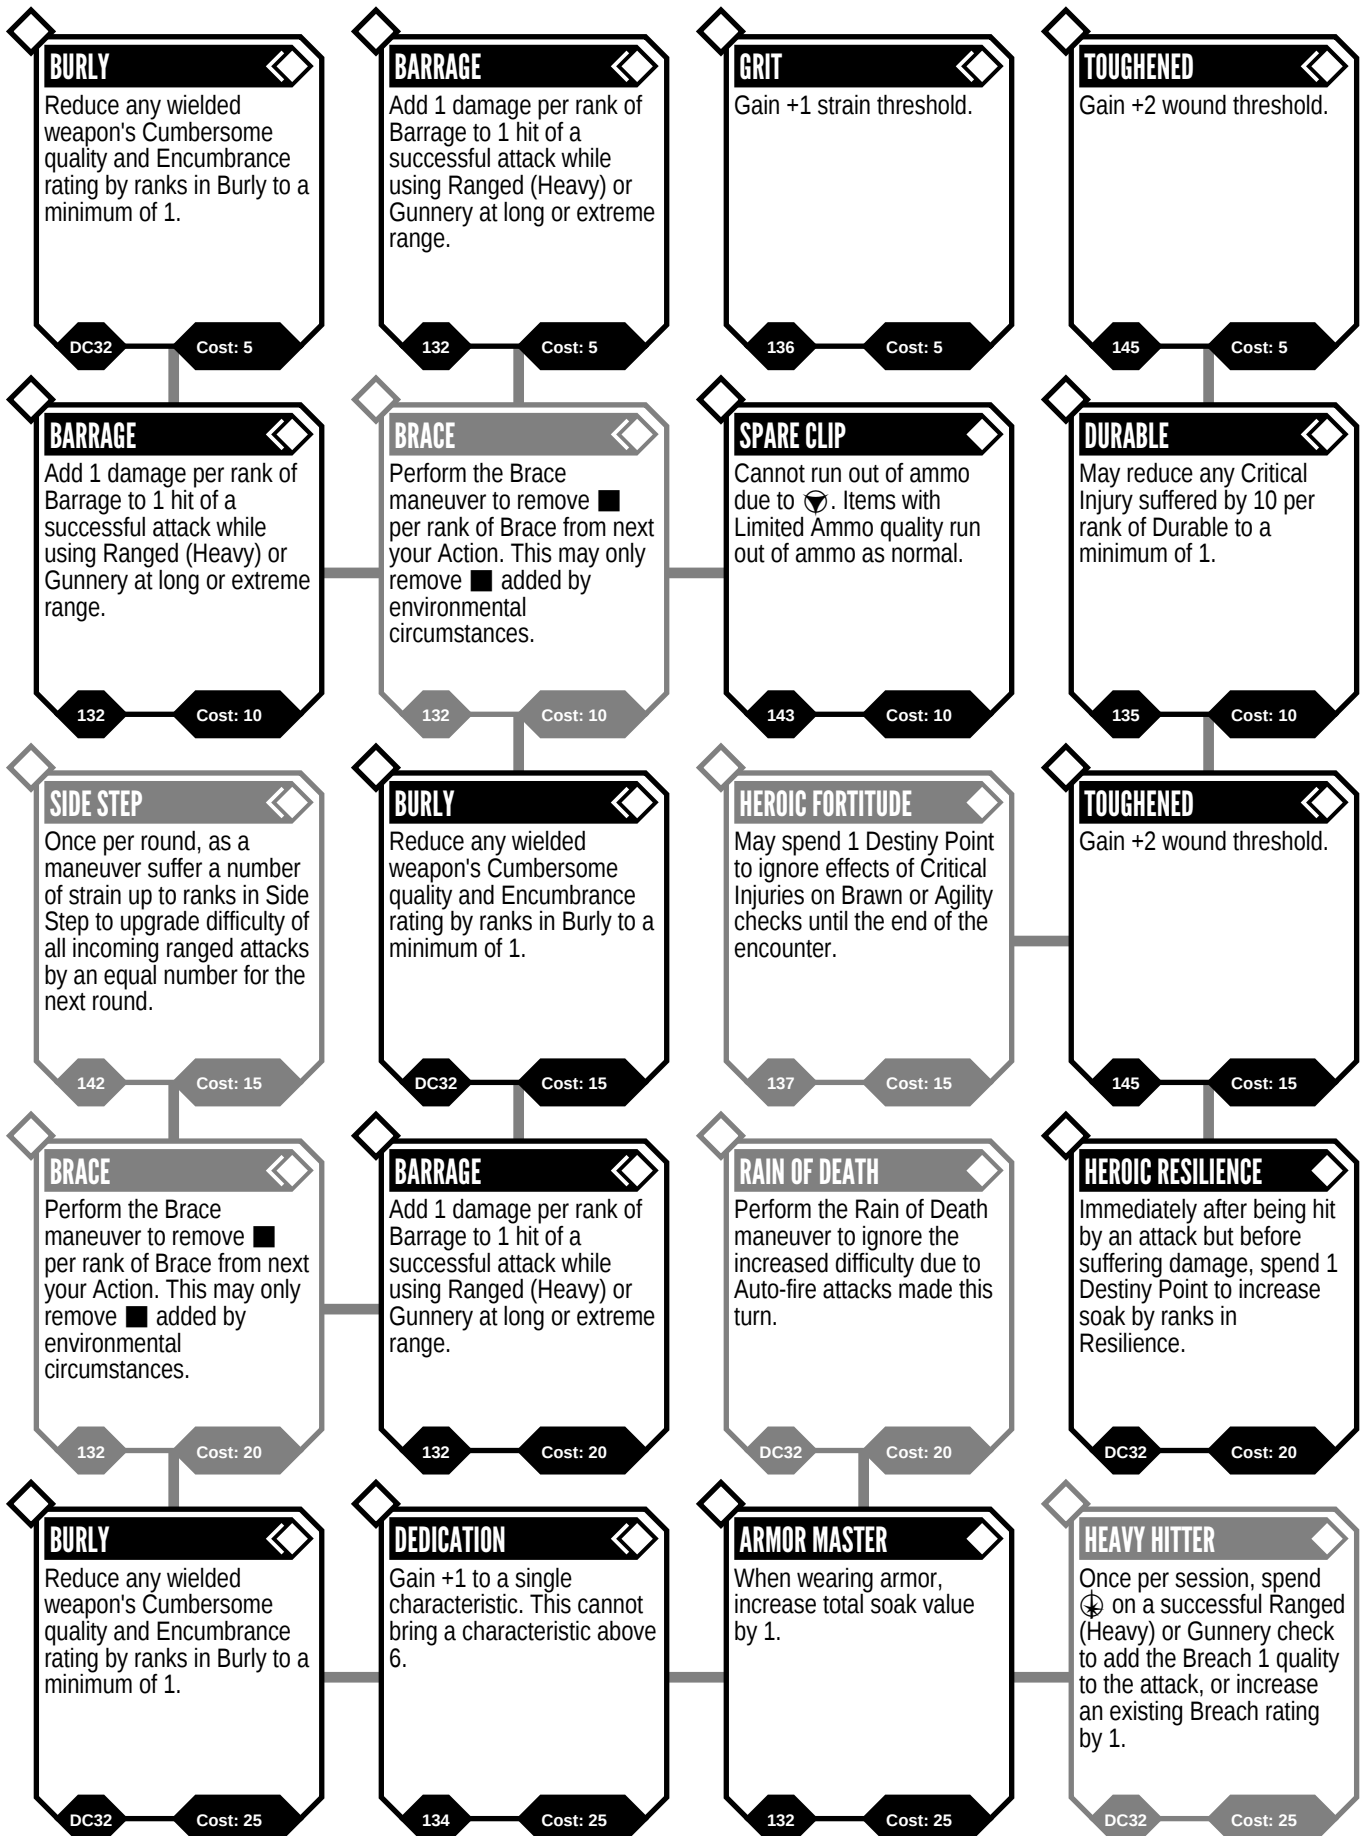 BURLY
Reduce any wielded
weapon's Cumbersome
quality and Encumbrance
rating by ranks in Burly to a
minimum of 1.
DC32
Cost: 5
BARRAGE
Add 1 damage per rank of
Barrage to 1 hit of a
successful attack while
using Ranged (Heavy) or
Gunnery at long or extreme
range.
132
Cost: 5
GRIT
Gain +1 strain threshold.
136
Cost: 5
TOUGHENED
Gain +2 wound threshold.
145
Cost: 5
BARRAGE
Add 1 damage per rank of
Barrage to 1 hit of a
successful attack while
using Ranged (Heavy) or
Gunnery at long or extreme
range.
132
Cost: 10
BRACE
Perform the Brace
maneuver to remove
per rank of Brace from next
your Action. This may only
remove added by
environmental
circumstances.
132
Cost: 10
SPARE CLIP
Cannot run out of ammo
due to . Items with
Limited Ammo quality run
out of ammo as normal.
143
Cost: 10
DURABLE
May reduce any Critical
Injury suffered by 10 per
rank of Durable to a
minimum of 1.
135
Cost: 10
SIDE STEP
Once per round, as a
maneuver suffer a number
of strain up to ranks in Side
Step to upgrade difficulty of
all incoming ranged attacks
by an equal number for the
next round.
142
Cost: 15
BURLY
Reduce any wielded
weapon's Cumbersome
quality and Encumbrance
rating by ranks in Burly to a
minimum of 1.
DC32
Cost: 15
HEROIC FORTITUDE
May spend 1 Destiny Point
to ignore effects of Critical
Injuries on Brawn or Agility
checks until the end of the
encounter.
137
Cost: 15
TOUGHENED
Gain +2 wound threshold.
145
Cost: 15
BRACE
Perform the Brace
maneuver to remove
per rank of Brace from next
your Action. This may only
remove added by
environmental
circumstances.
132
Cost: 20
BARRAGE
Add 1 damage per rank of
Barrage to 1 hit of a
successful attack while
using Ranged (Heavy) or
Gunnery at long or extreme
range.
132
Cost: 20
RAIN OF DEATH
Perform the Rain of Death
maneuver to ignore the
increased difficulty due to
Auto-fire attacks made this
turn.
DC32
Cost: 20
HEROIC RESILIENCE
Immediately after being hit
by an attack but before
suffering damage, spend 1
Destiny Point to increase
soak by ranks in
Resilience.
DC32
Cost: 20
BURLY
Reduce any wielded
weapon's Cumbersome
quality and Encumbrance
rating by ranks in Burly to a
minimum of 1.
DC32
Cost: 25
DEDICATION
Gain +1 to a single
characteristic. This cannot
bring a characteristic above
6.
134
Cost: 25
ARMOR MASTER
When wearing armor,
increase total soak value
by 1.
132
Cost: 25
HEAVY HITTER
Once per session, spend
on a successful Ranged
(Heavy) or Gunnery check
to add the Breach 1 quality
to the attack, or increase
an existing Breach rating
by 1.
DC32
Cost: 25